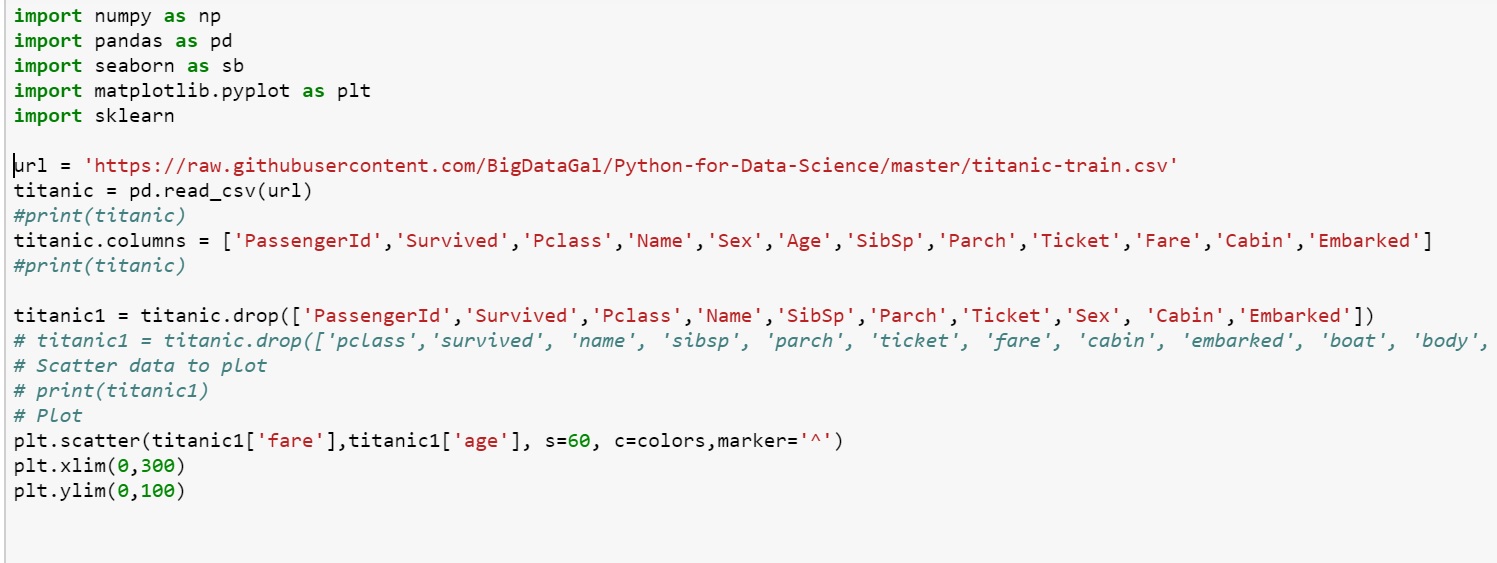 import numpy as np
import pandas as pd
import seaborn as sb
import matplotlib.pyplot as plt
import sklearn
url = 'https://raw.githubusercontent.com/BigDataGal/Python-for-Data-Science/master/titanic-train.csv'
titanic = pd.read_csv(url)
#print(titanic)
titanic.columns = ['PassengerId','Survived','Pclass','Name','Sex','Age','SibSp','Parch','Ticket','Fare','Cabin','Embarked']
#print(titanic)
titanic1 = titanic.drop(['PassengerId','Survived','Pclass','Name','SibSp','Parch','Ticket','Sex', 'Cabin','Embarked'])
# titanic1 = titanic.drop(['pclass','survived', 'name', 'sibsp', 'parch', 'ticket', 'fare', 'cabin', 'embarked', 'boat', 'body',
# Scatter data to plot
# print(titanic1)
# Plot
plt.scatter(titanic1['fare'],titanic1['age'], s=60, c=colors,marker='^')
plt.xlim(0,300)
plt.ylim(0,100)